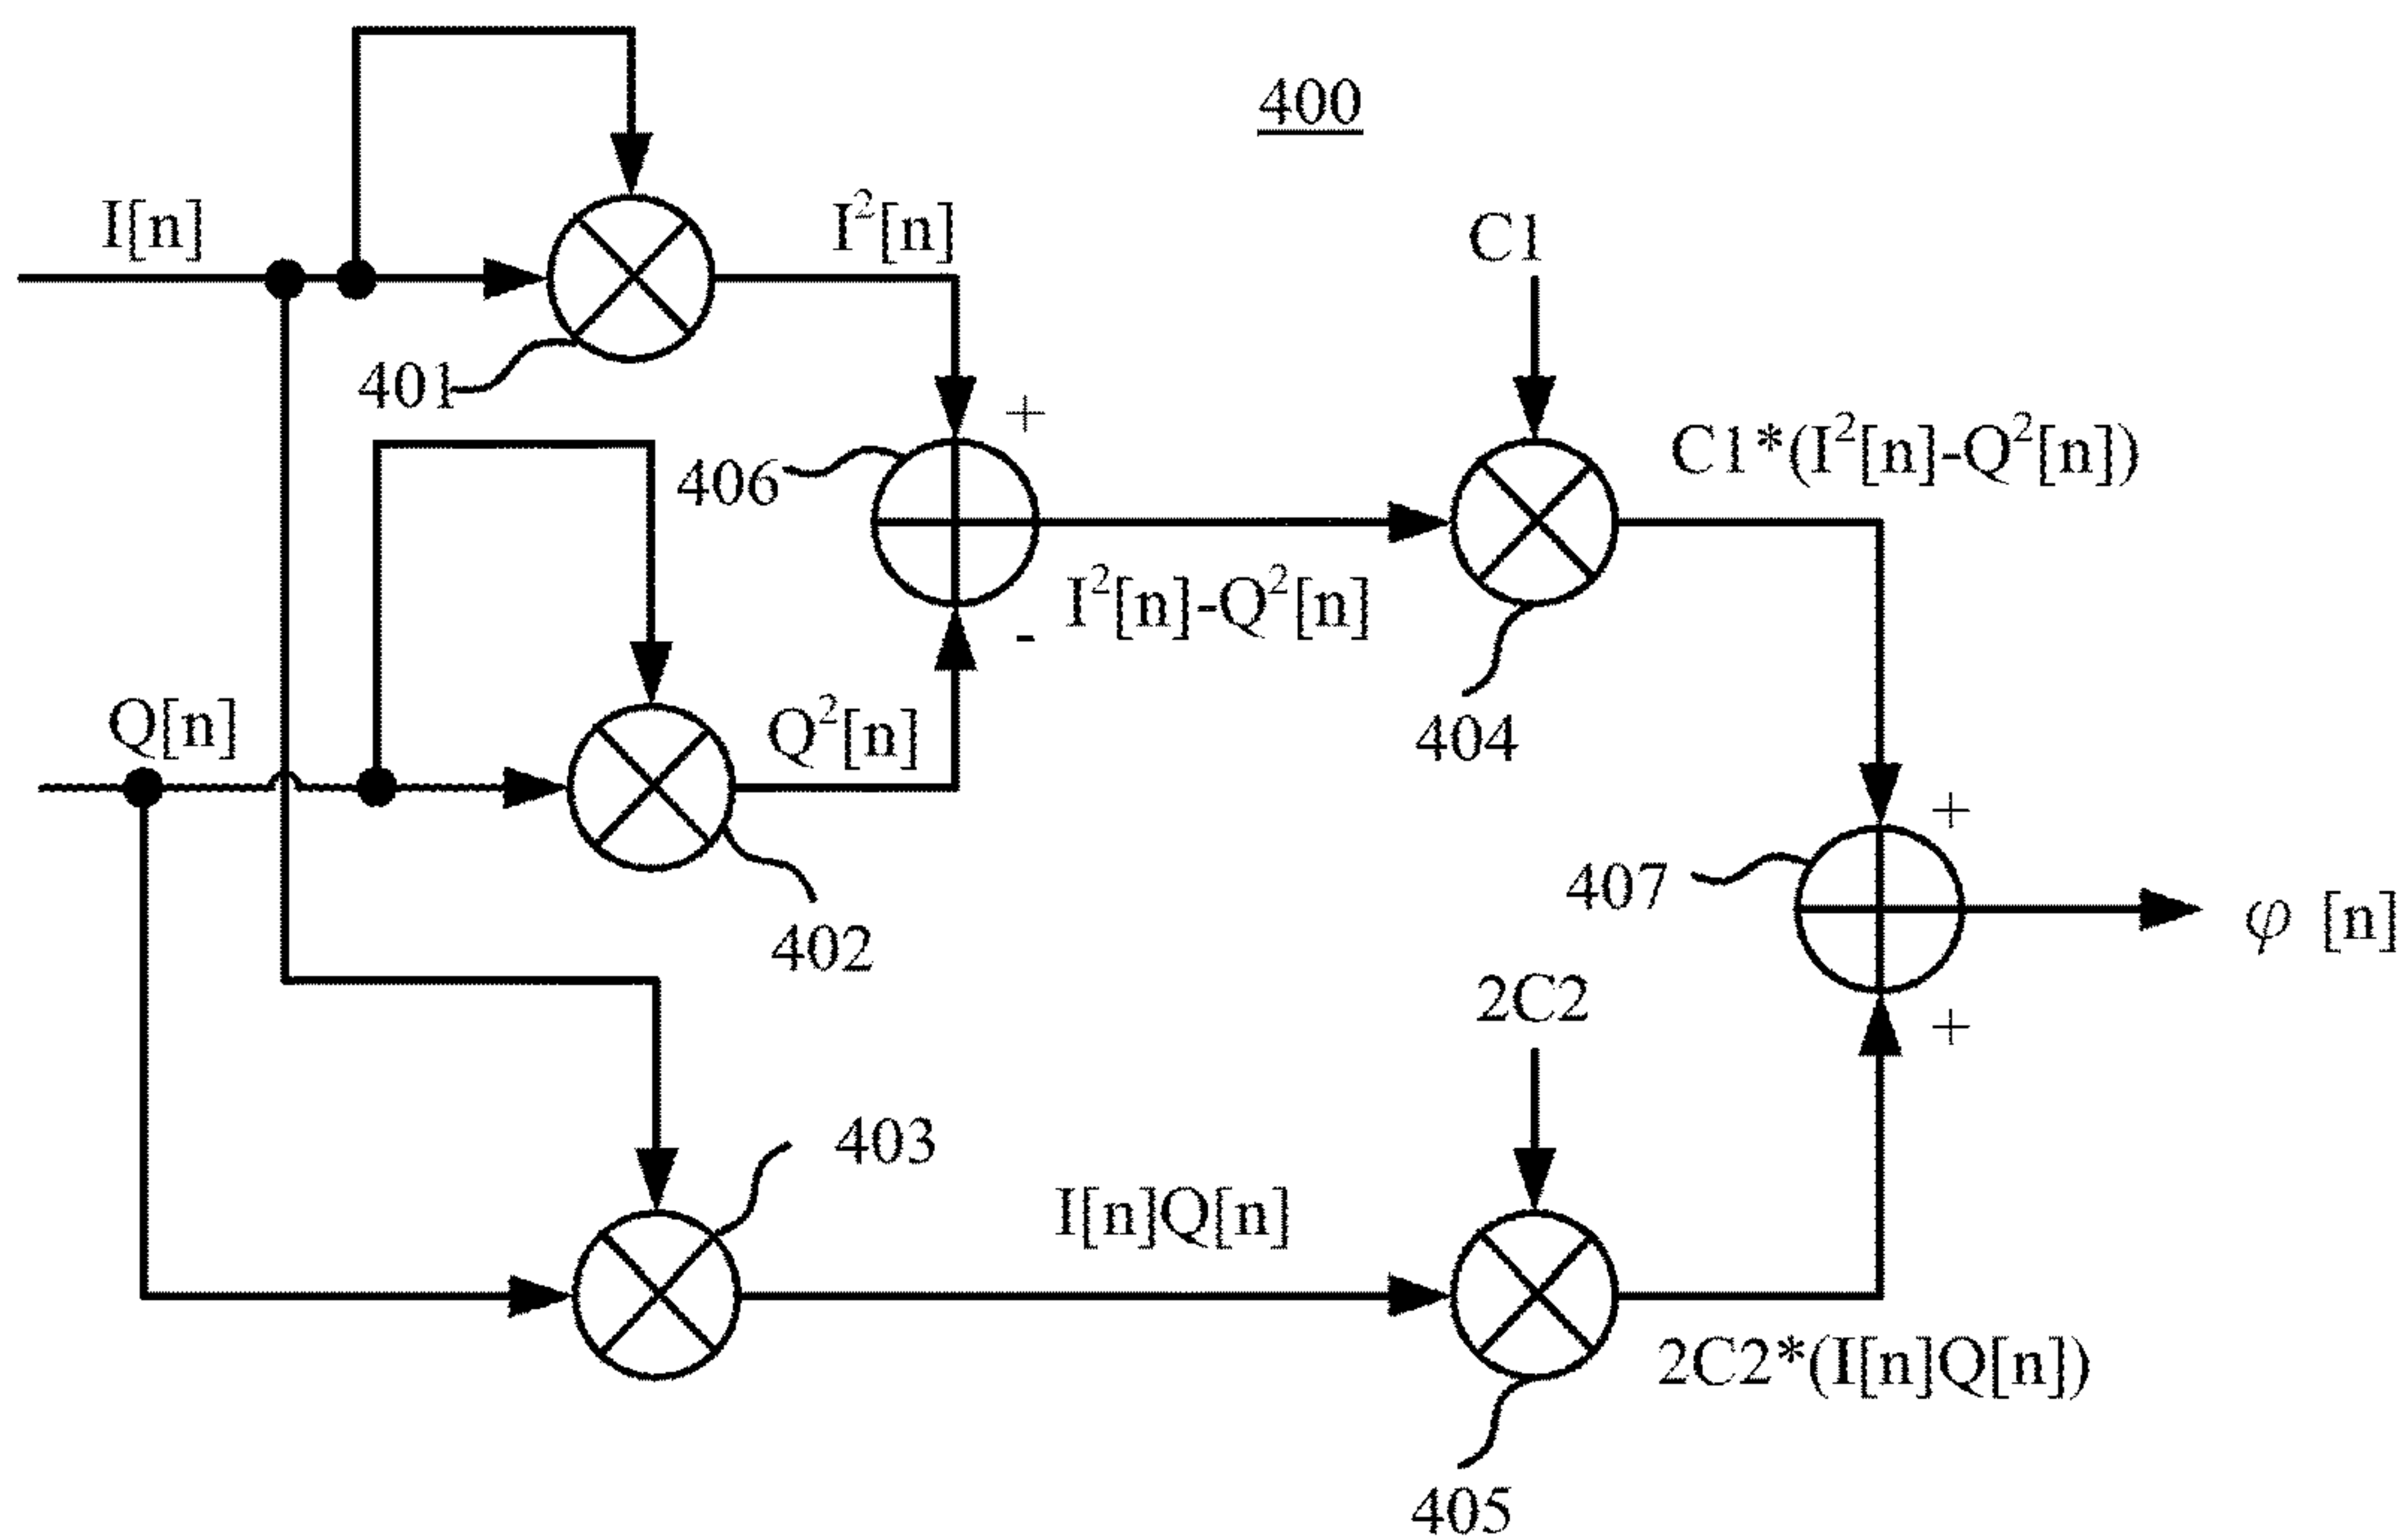 400
I[n]
I²[n]
C1
401
+
C1*(I²[n]-Q²[n])
406
I²[n]-Q²[n]
-
Q[n]
Q²[n]
404
+
407
φ [n]
402
2C2
+
403
I[n]Q[n]
2C2*(I[n]Q[n])
405